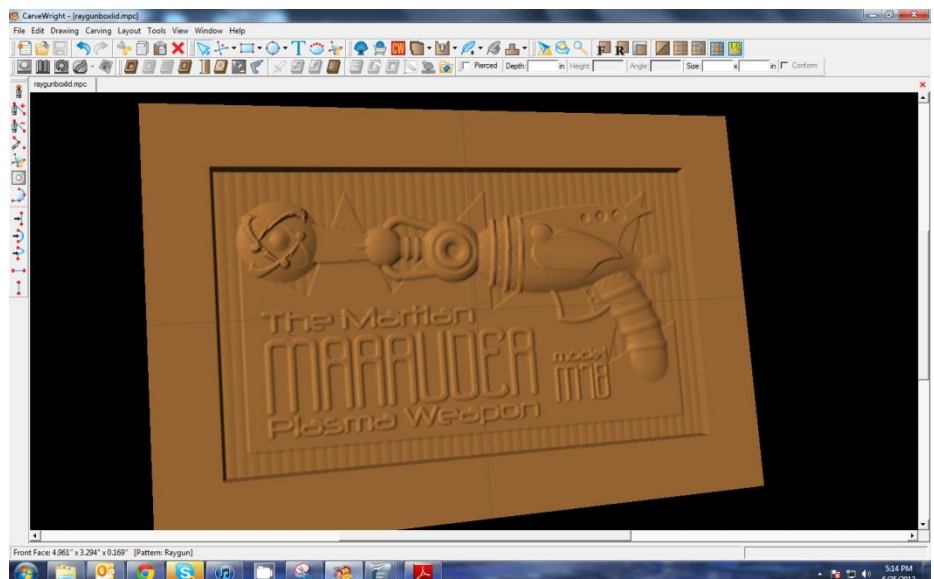 CarveWright - [raygunboxlid.mpc]
File Edit Drawing Carving Layout Tools View Window Help
Pierced Depth: in Height: Angle: Size: x in Conform
raygunboxlid.mpc
The Martian
MARAUDER
model
M78
Plasma Weapon
Front Face: 4.961" x 3.294" x 0.169" [Pattern: Raygun]
5:14 PM